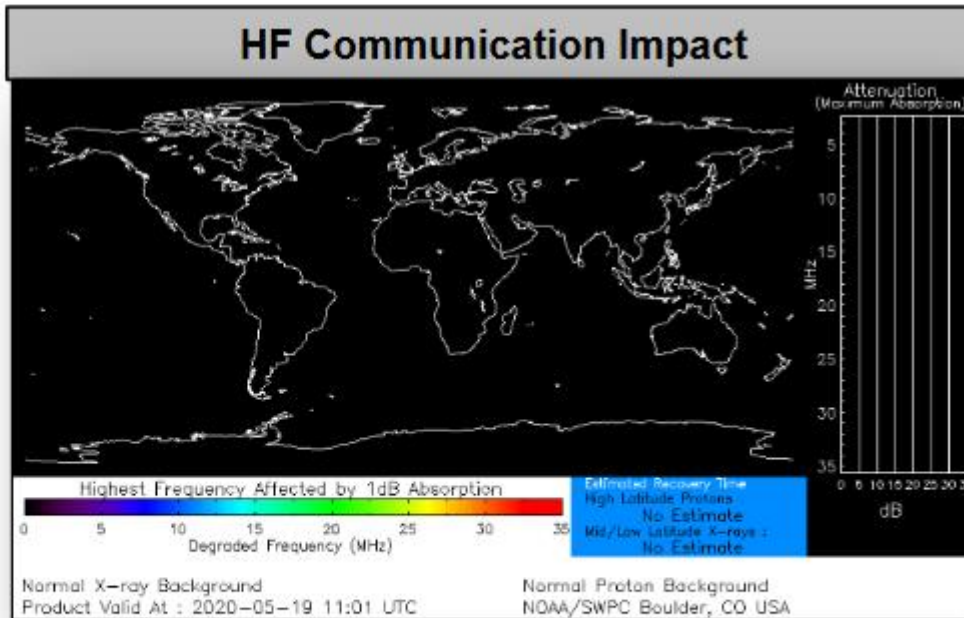 HF Communication Impact
Attenuation
(Maximum Absorption)
5
10
15
20
25
30
35
MHz
0 5 10 15 20 25 30
dB
Highest Frequency Affected by 1dB Absorption
0 5 10 15 20 25 30 35
Degraded Frequency (MHz)
Estimated Recovery Time
High Latitude Protons
No Estimate
Mid/Low Latitude X-rays :
No Estimate
Normal X-ray Background
Product Valid At : 2020-05-19 11:01 UTC
Normal Proton Background
NOAA/SWPC Boulder, CO USA